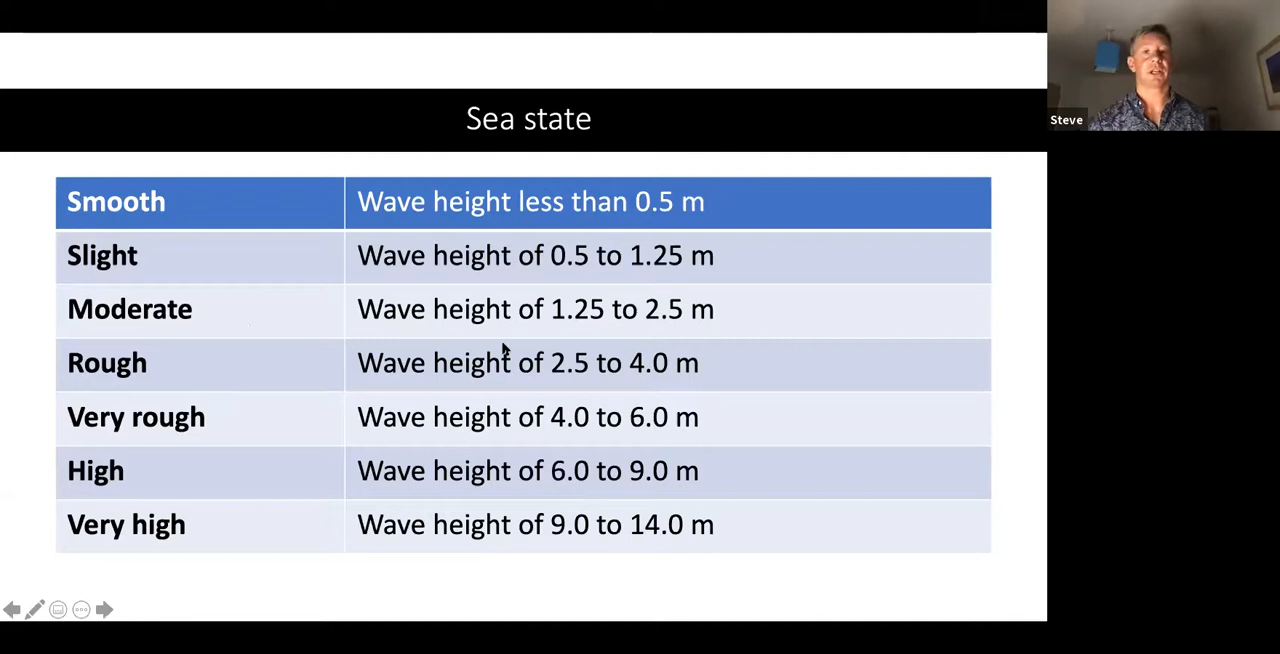 Sea state
Smooth Wave height less than 0.5 m
Slight Wave height of 0.5 to 1.25 m
Moderate Wave height of 1.25 to 2.5 m
Rough Wave height of 2.5 to 4.0 m
Very rough Wave height of 4.0 to 6.0 m
High Wave height of 6.0 to 9.0 m
Very high Wave height of 9.0 to 14.0 m
Steve